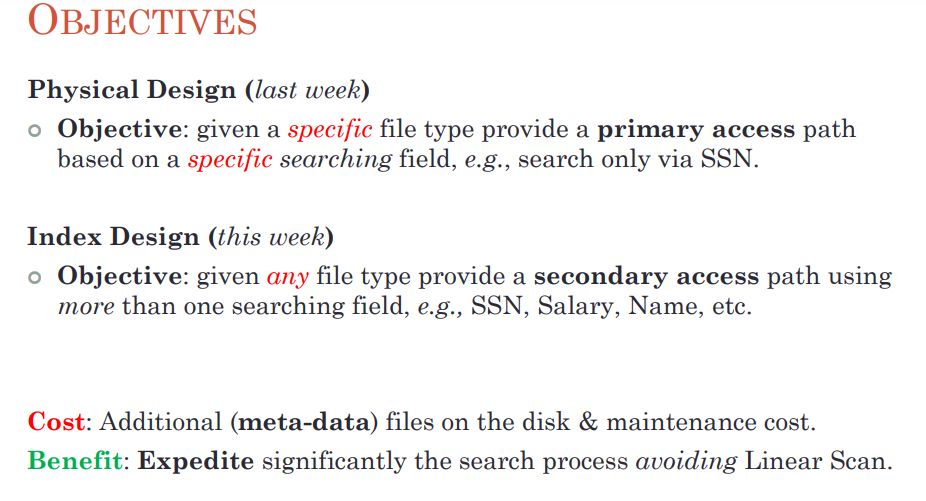 OBJECTIVES
Physical Design (last week)
Objective: given a specific file type provide a primary access path
based on a specific searching field, e.g., search only via SSN.
Index Design (this week)
Objective: given any file type provide a secondary access path using
more than one searching field, e.g., SSN, Salary, Name, etc.
Cost: Additional (meta-data) files on the disk & maintenance cost.
Benefit: Expedite significantly the search process avoiding Linear Scan.